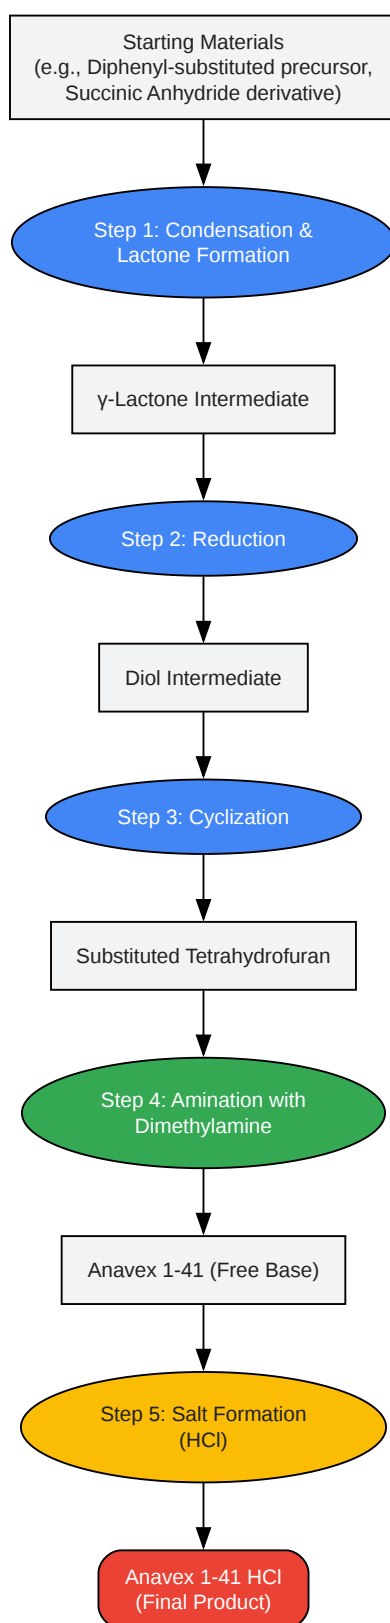 Starting Materials
(e.g., Diphenyl-substituted precursor,
Succinic Anhydride derivative)
Step 1: Condensation &
Lactone Formation
γ-Lactone Intermediate
Step 2: Reduction
Diol Intermediate
Step 3: Cyclization
Substituted Tetrahydrofuran
Step 4: Amination with
Dimethylamine
Anavex 1-41 (Free Base)
Step 5: Salt Formation
(HCl)
Anavex 1-41 HCl
(Final Product)